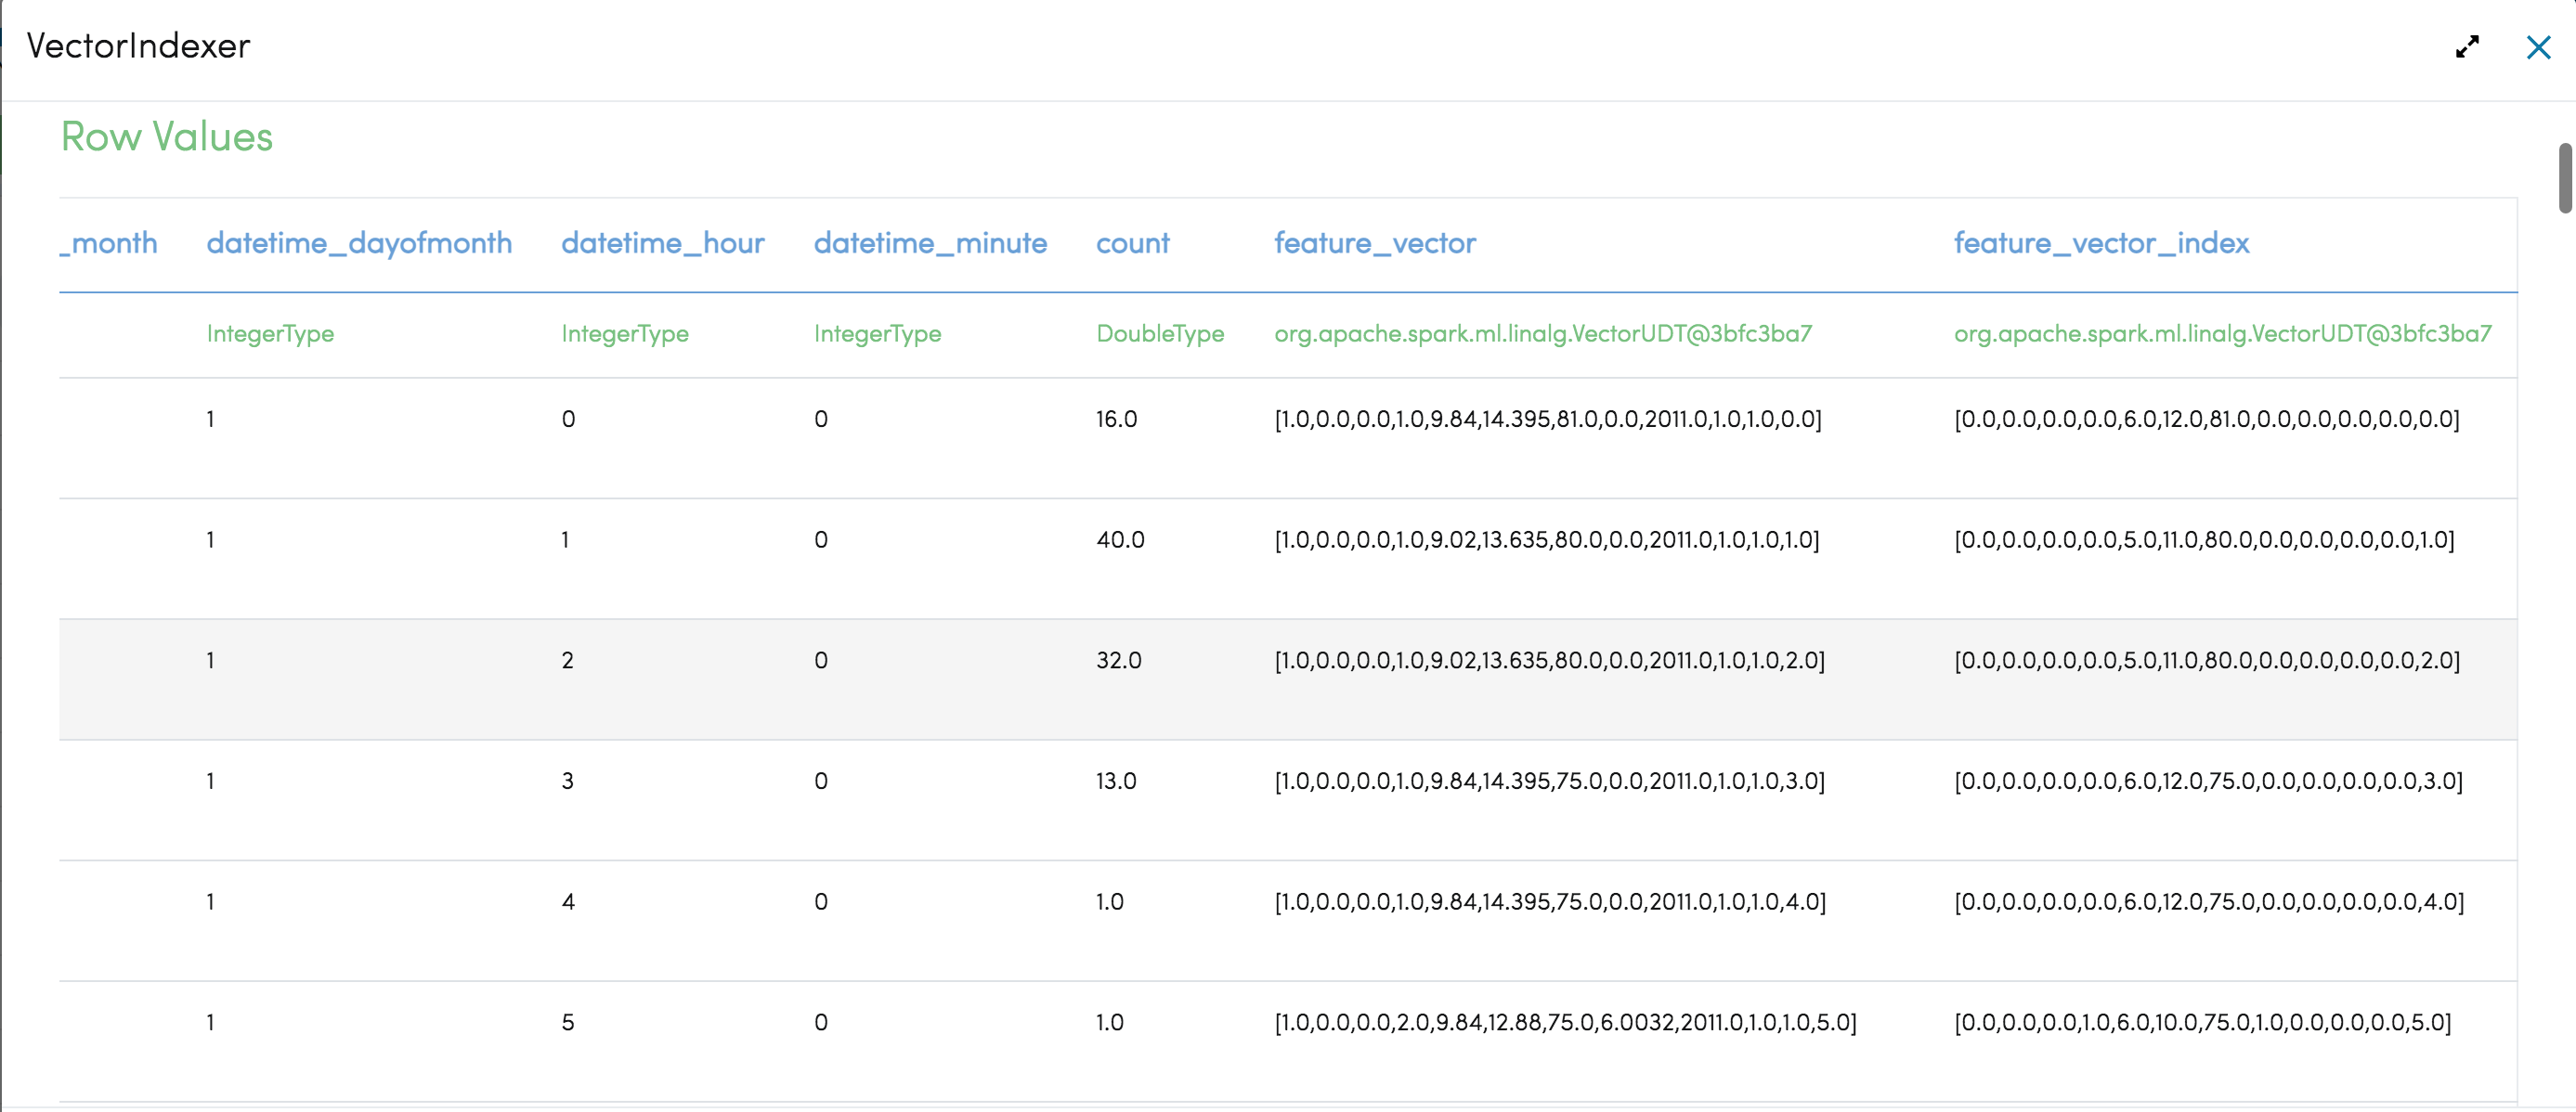 VectorIndexer
Row Values
_month datetime_dayofmonth datetime_hour datetime_minute count feature_vector feature_vector_index
IntegerType IntegerType IntegerType DoubleType org.apache.spark.ml.linalg.VectorUDT@3bfc3ba7 org.apache.spark.ml.linalg.VectorUDT@3bfc3ba7
1 0 0 16.0 [1.0,0.0,0.0,1.0,9.84,14.395,81.0,0.0,2011.0,1.0,1.0,0.0] [0.0,0.0,0.0,0.0,6.0,12.0,81.0,0.0,0.0,0.0,0.0,0.0]
1 1 0 40.0 [1.0,0.0,0.0,1.0,9.02,13.635,80.0,0.0,2011.0,1.0,1.0,1.0] [0.0,0.0,0.0,0.0,5.0,11.0,80.0,0.0,0.0,0.0,0.0,1.0]
1 2 0 32.0 [1.0,0.0,0.0,1.0,9.02,13.635,80.0,0.0,2011.0,1.0,1.0,2.0] [0.0,0.0,0.0,0.0,5.0,11.0,80.0,0.0,0.0,0.0,0.0,2.0]
1 3 0 13.0 [1.0,0.0,0.0,1.0,9.84,14.395,75.0,0.0,2011.0,1.0,1.0,3.0] [0.0,0.0,0.0,0.0,6.0,12.0,75.0,0.0,0.0,0.0,0.0,3.0]
1 4 0 1.0 [1.0,0.0,0.0,1.0,9.84,14.395,75.0,0.0,2011.0,1.0,1.0,4.0] [0.0,0.0,0.0,0.0,6.0,12.0,75.0,0.0,0.0,0.0,0.0,4.0]
1 5 0 1.0 [1.0,0.0,0.0,2.0,9.84,12.88,75.0,6.0032,2011.0,1.0,1.0,5.0] [0.0,0.0,0.0,1.0,6.0,10.0,75.0,1.0,0.0,0.0,0.0,5.0]